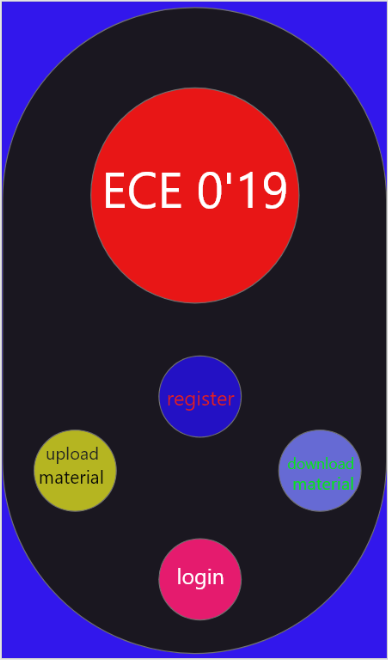 ECE 0'19
register
upload
material
download
material
login